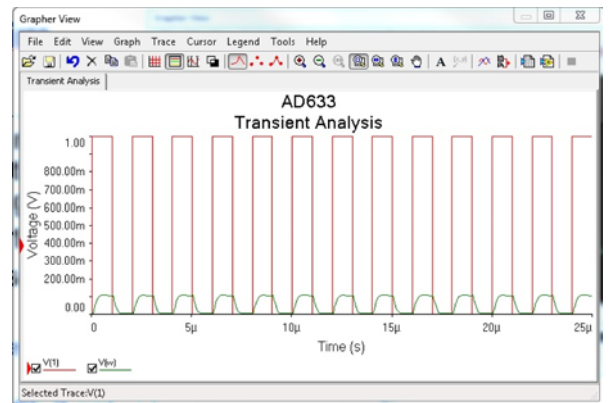 Grapher View
File Edit View Graph Trace Cursor Legend Tools Help
Transient Analysis
AD633
Transient Analysis
Voltage (V)
1.00
800.00m
700.00m
600.00m
500.00m
400.00m
300.00m
200.00m
0.00
0 5µ 10µ 15µ 20µ 25µ
Time (s)
V(1) V(w)
Selected Trace:V(1)